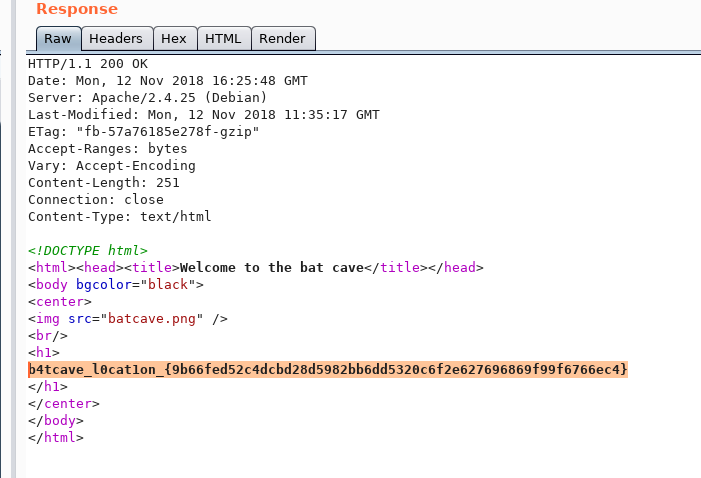 Response
Raw Headers Hex HTML Render
HTTP/1.1 200 OK
Date: Mon, 12 Nov 2018 16:25:48 GMT
Server: Apache/2.4.25 (Debian)
Last-Modified: Mon, 12 Nov 2018 11:35:17 GMT
ETag: "fb-57a76185e278f-gzip"
Accept-Ranges: bytes
Vary: Accept-Encoding
Content-Length: 251
Connection: close
Content-Type: text/html
<!DOCTYPE html>
<html><head><title>Welcome to the bat cave</title></head>
<body bgcolor="black">
<center>
<img src="batcave.png" />
<br/>
<h1>
b4tcave_l0cat1on_{9b66fed52c4dcbd28d5982bb6dd5320c6f2e627696869f99f6766ec4}
</h1>
</center>
</body>
</html>